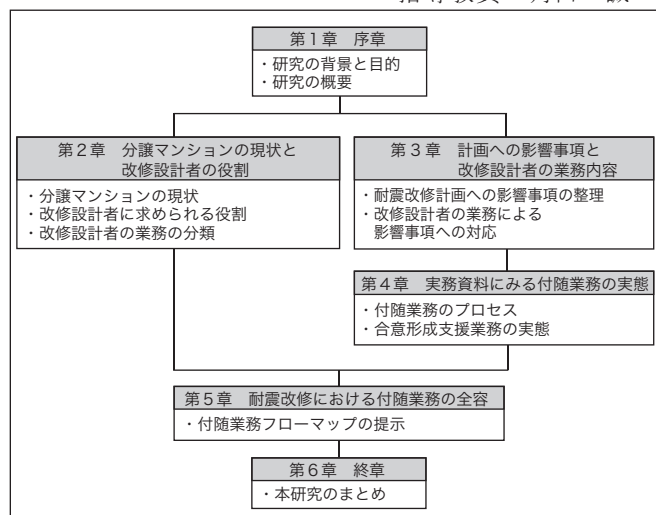 第１章　序章
・研究の背景と目的
・研究の概要
第２章　分譲マンションの現状と
改修設計者の役割
・分譲マンションの現状
・改修設計者に求められる役割
・改修設計者の業務の分類
第３章　計画への影響事項と
改修設計者の業務内容
・耐震改修計画への影響事項の整理
・改修設計者の業務による
影響事項への対応
第４章　実務資料にみる付随業務の実態
・付随業務のプロセス
・合意形成支援業務の実態
第５章　耐震改修における付随業務の全容
・付随業務フローマップの提示
第６章　終章
・本研究のまとめ